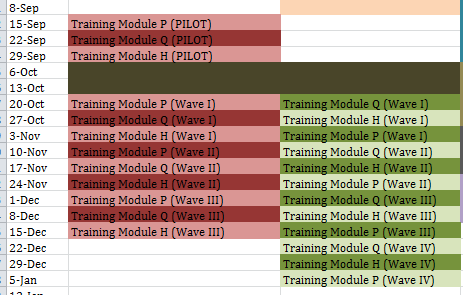 8-Sep
15-Sep Training Module P (PILOT)
22-Sep Training Module Q (PILOT)
29-Sep Training Module H (PILOT)
6-Oct
13-Oct
20-Oct Training Module P (Wave I) Training Module Q (Wave I)
27-Oct Training Module Q (Wave I) Training Module H (Wave I)
3-Nov Training Module H (Wave I) Training Module P (Wave I)
10-Nov Training Module P (Wave II) Training Module Q (Wave II)
17-Nov Training Module Q (Wave II) Training Module H (Wave II)
24-Nov Training Module H (Wave II) Training Module P (Wave II)
1-Dec Training Module P (Wave III) Training Module Q (Wave III)
8-Dec Training Module Q (Wave III) Training Module H (Wave III)
15-Dec Training Module H (Wave III) Training Module P (Wave III)
22-Dec Training Module Q (Wave IV)
29-Dec Training Module H (Wave IV)
5-Jan Training Module P (Wave IV)